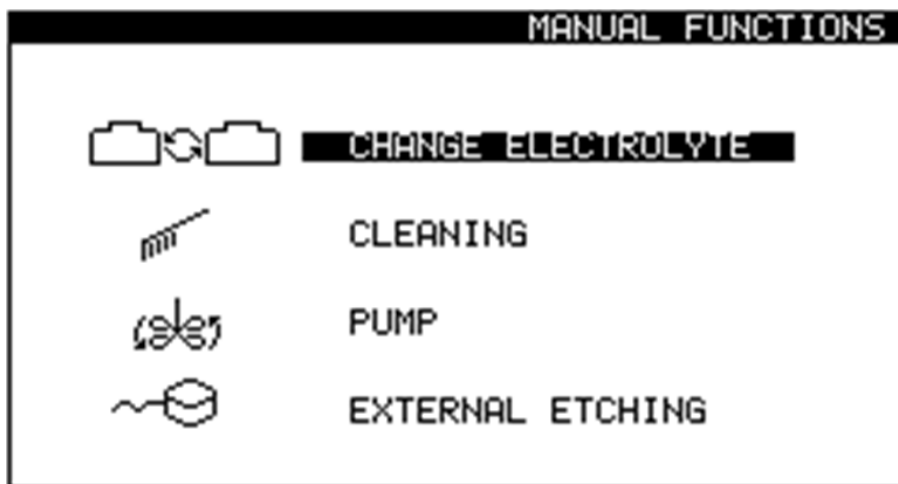 MANUAL FUNCTIONS
CHANGE ELECTROLYTE
CLEANING
PUMP
EXTERNAL ETCHING